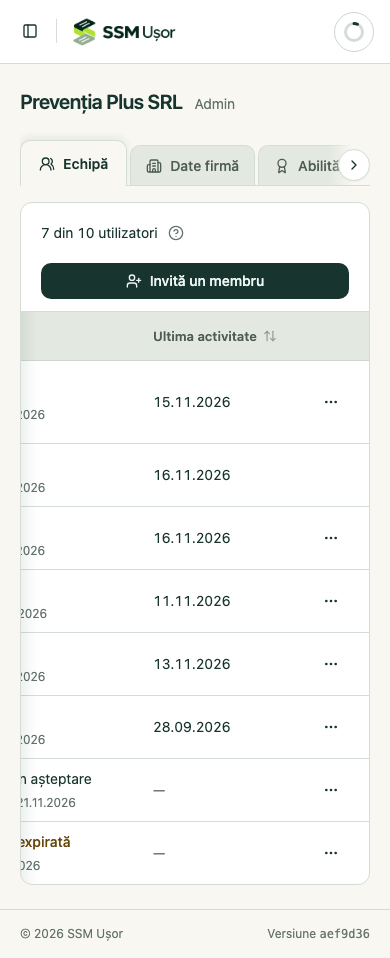 SSM Ușor
Prevenția Plus SRL Admin
Echipă Date firmă Abilită
7 din 10 utilizatori
Invită un membru
Ultima activitate
2026 15.11.2026
2026 16.11.2026
2026 16.11.2026
2026 11.11.2026
2026 13.11.2026
2026 28.09.2026
n așteptare
21.11.2026 —
expirată
026 —
© 2026 SSM Ușor Versiune aef9d36